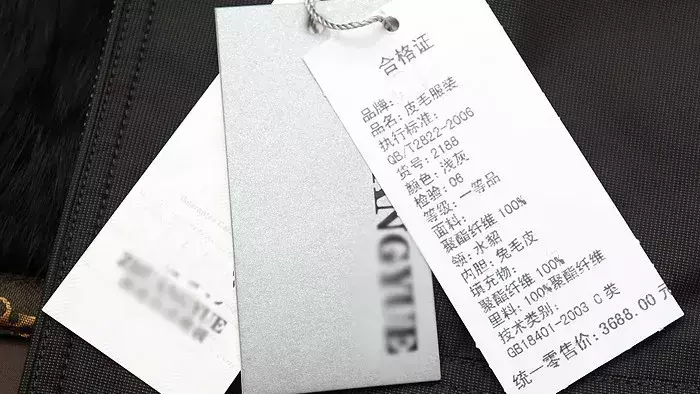 合格证
品牌:
品名: 皮毛服装
执行标准:
QB/T2822-2006
货号: 2188
颜色: 浅灰
检验: 06
等级: 一等品
面料:
聚酯纤维 100%
领: 水貂
内胆: 兔毛皮
填充物:
聚酯纤维 100%
里料: 100%聚酯纤维
技术类别:
GB18401-2003 C 类
统一零售价: 3688.00 元
ANGYUE
ANGYUE